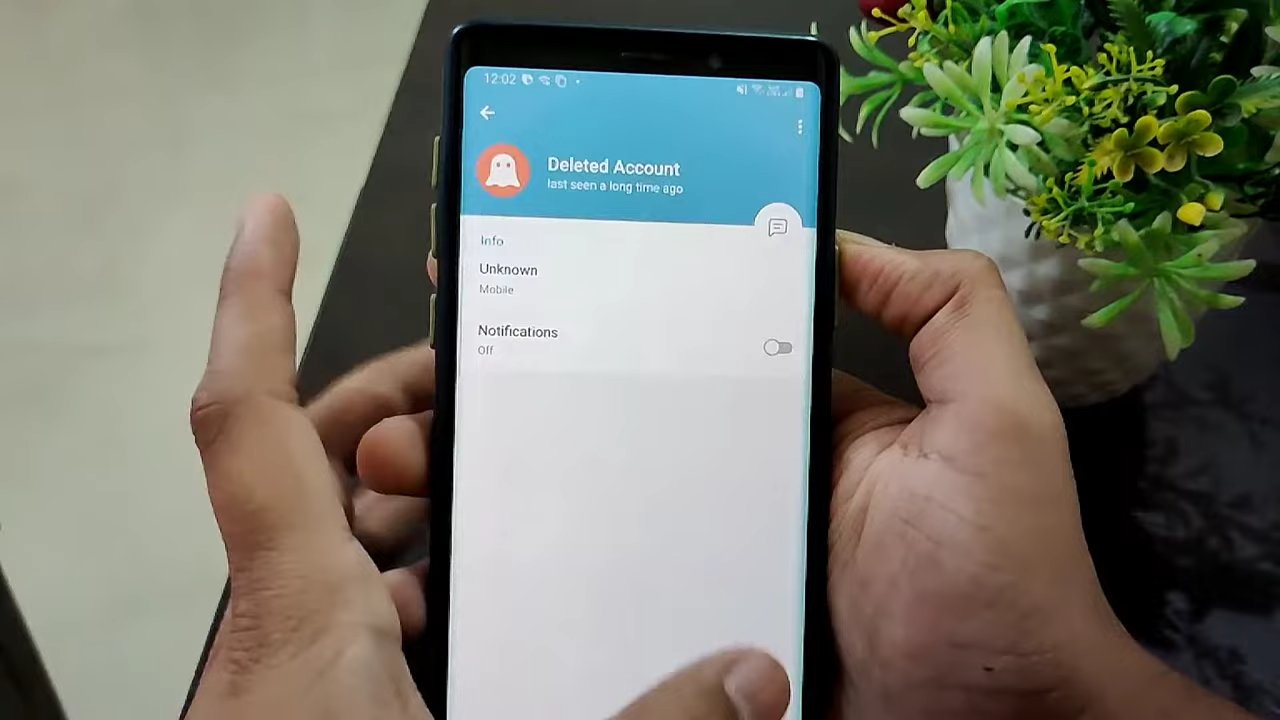 12:02
Deleted Account
last seen a long time ago
Info
Unknown
Mobile
Notifications
Off